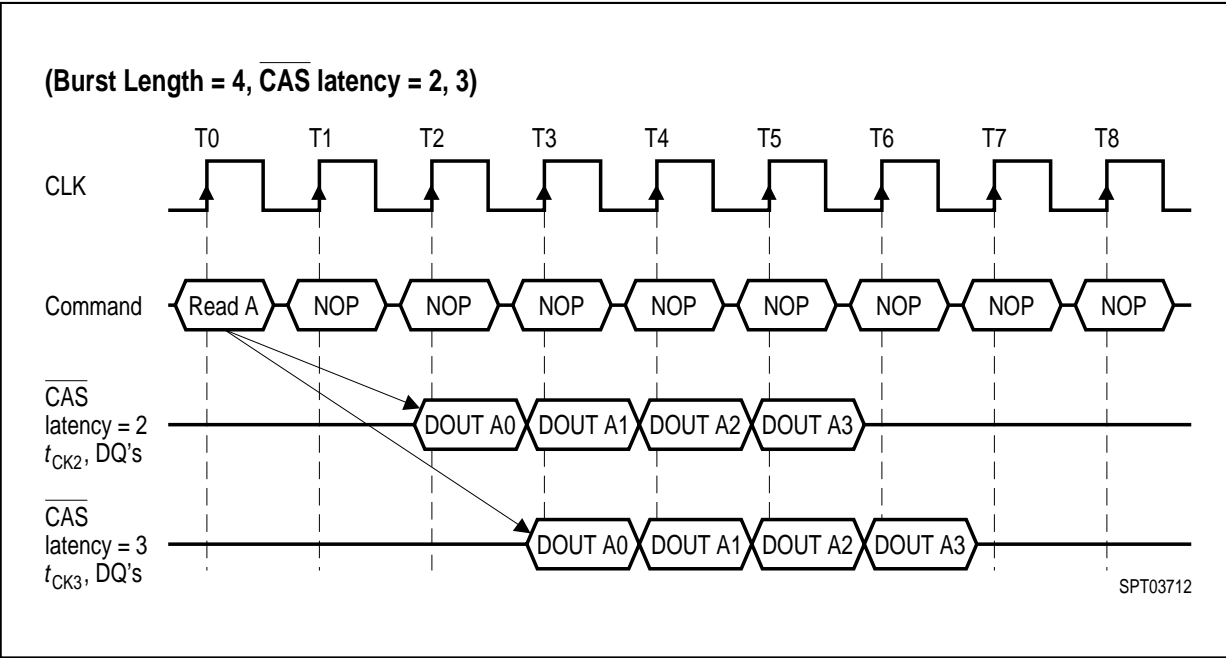 (Burst Length = 4, CAS latency = 2, 3)
T0 T1 T2 T3 T4 T5 T6 T7 T8
CLK
Command Read A NOP NOP NOP NOP NOP NOP NOP NOP
CAS
latency = 2 DOUT A0 DOUT A1 DOUT A2 DOUT A3
tCK2, DQ's
CAS
latency = 3 DOUT A0 DOUT A1 DOUT A2 DOUT A3
tCK3, DQ's
SPT03712